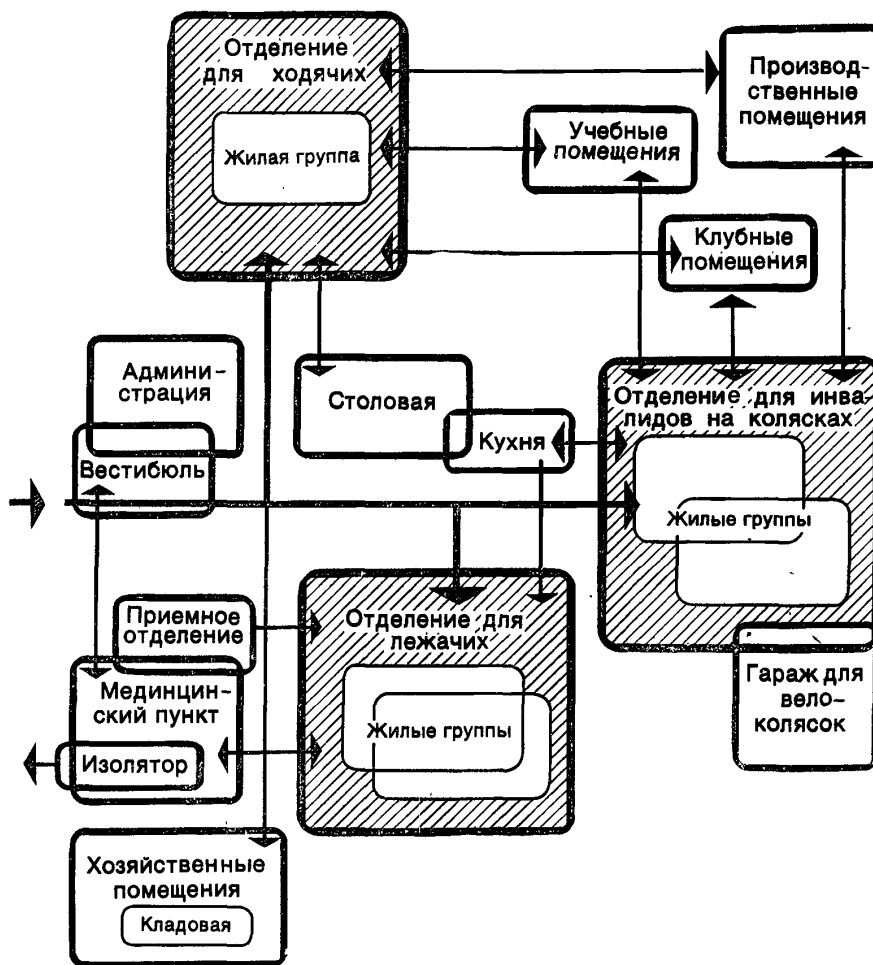 Отделение
для ходячих
Жилая группа
Производ-
ственные
помещения
Учебные
помещения
Клубные
помещения
Админи-
страция
Вестибюль
Столовая
Кухня
Отделение для инва-
лидов на колясках
Жилые группы
Приемное
отделение
Отделение для
лежачих
Жилые группы
Мединцин-
ский пункт
Изолятор
Гараж для
вело-
колясок
Хозяйственные
помещения
Кладовая